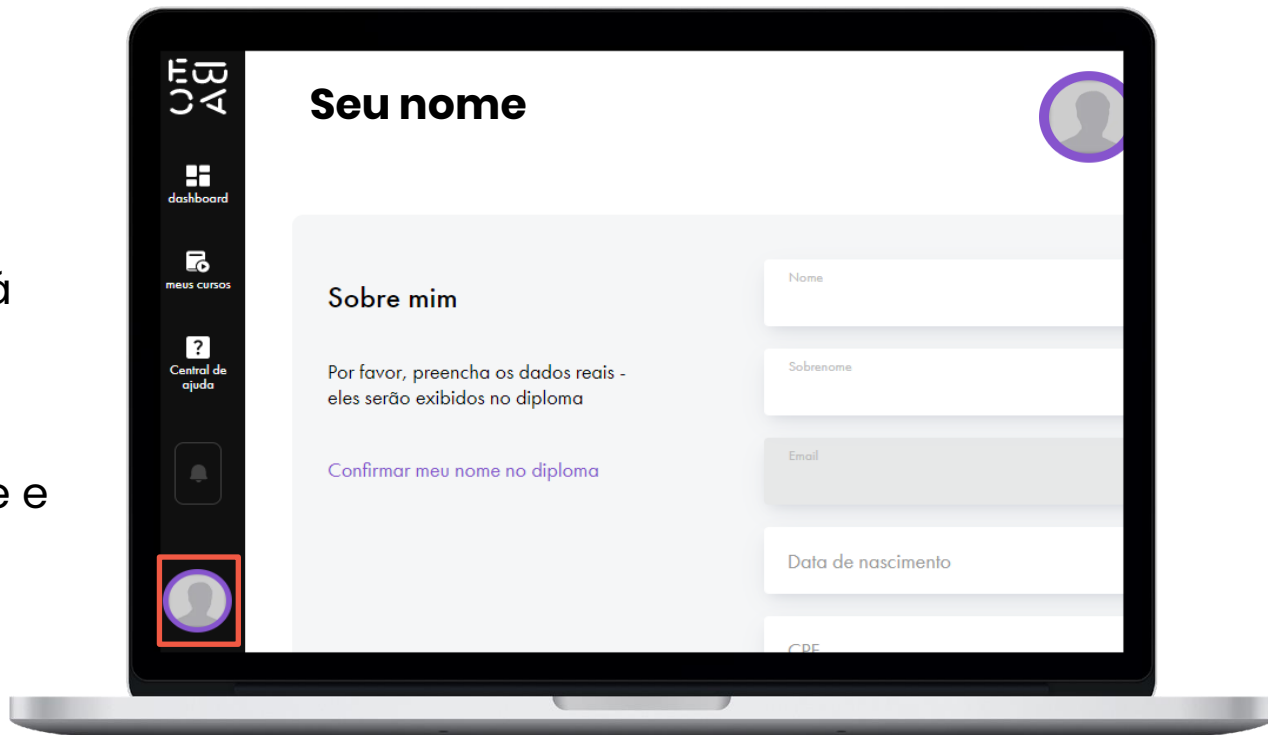 Seu nome
dashboard
meus cursos
?
Central de
ajuda
Sobre mim
Por favor, preencha os dados reais -
eles serão exibidos no diploma
Confirmar meu nome no diploma
Nome
Sobrenome
Email
Data de nascimento
CPF
á
e e